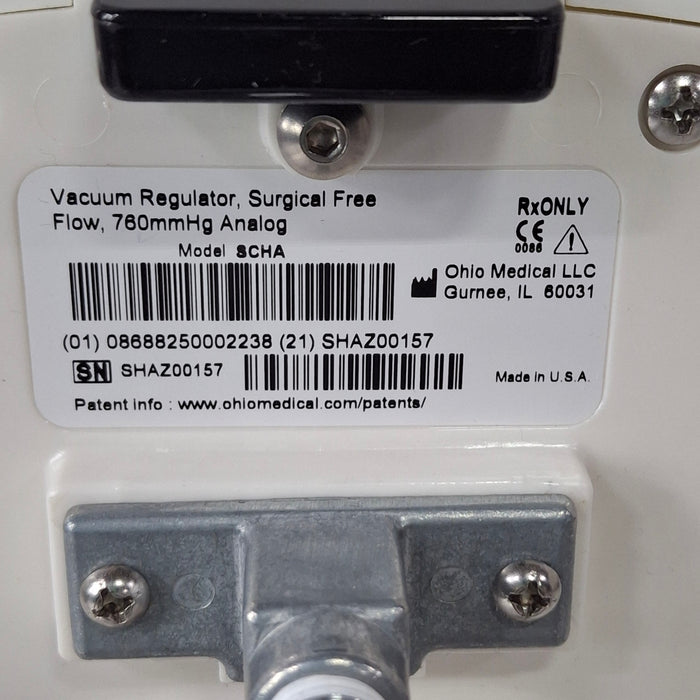 Vacuum Regulator, Surgical Free
Flow, 760mmHg Analog
Model SCHA
RxONLY
CE
0086
Ohio Medical LLC
Gurnee, IL 60031
(01) 08688250002238 (21) SHAZ00157
SN SHAZ00157
Made in U.S.A.
Patent info : www.ohiomedical.com/patents/